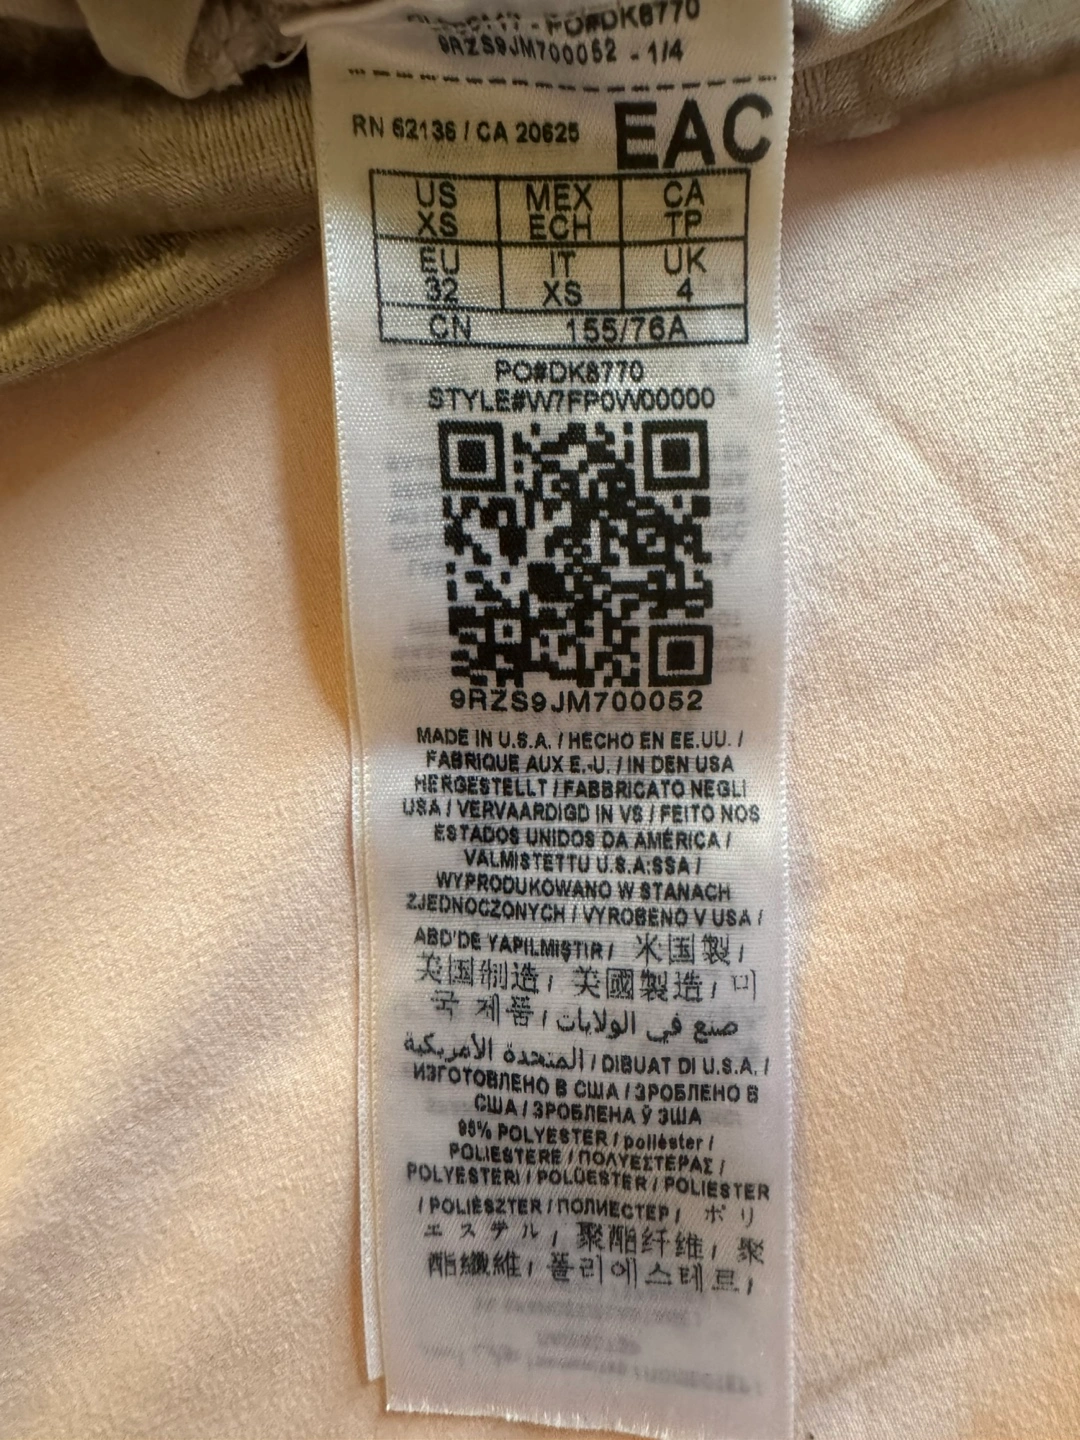 PO#DK8770
9RZS9JM700052 - 1/4
RN 62136 / CA 20625 EAC
US MEX CA
XS ECH TP
EU IT UK
32 XS 4
CN 155/76A
PO#DK8770
STYLE#W7FP0W00000
9RZS9JM700052
MADE IN U.S.A. / HECHO EN EE.UU. /
FABRIQUE AUX E.-U. / IN DEN USA
HERGESTELLT / FABBRICATO NEGLI
USA / VERVAARDIGD IN VS / FEITO NOS
ESTADOS UNIDOS DA AMÉRICA /
VALMISTETTU U.S.A:SSA /
WYPRODUKOWANO W STANACH
ZJEDNOCZONYCH / VYROBENO V USA /
ABD'DE YAPILMIŞTIR / 米国製 /
美国制造 / 美國製造 / 미
국 제품 / صنع في الولايات
المتحدة الأمريكية / DIBUAT DI U.S.A. /
ИЗГОТОВЛЕНО В США / ЗРОБЛЕНО В
США / ЗРОБЛЕНА Ў ЗША
95% POLYESTER / poliéster /
POLIESTERE / ΠΟΛΥΕΣΤΕΡΑΣ /
POLYESTERI / POLÜESTER / POLIESTER
/ POLIÉSZTER / ПОЛИЕСТЕР / ポリ
エステル / 聚酯纤维 / 聚
酯纖維 / 폴리에스테르 /